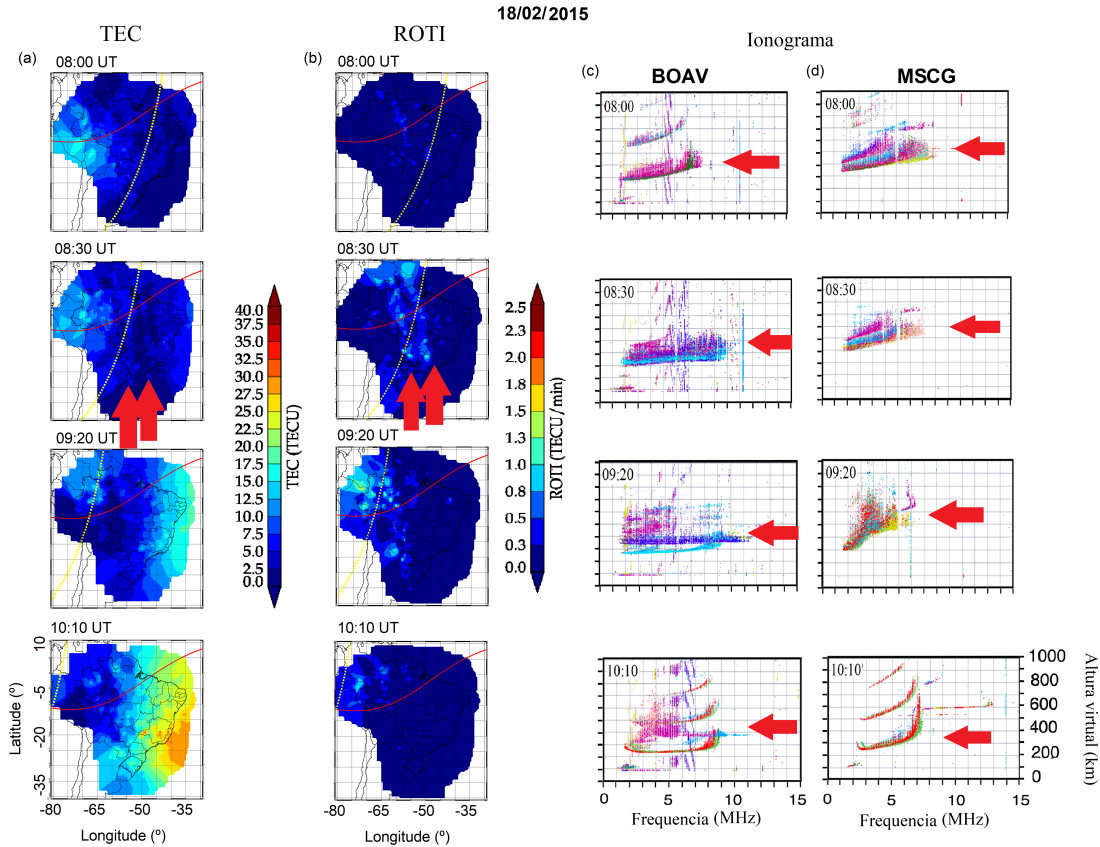 18/02/2015
TEC
ROTI
Ionograma
(a)
(b)
(c)
BOAV
(d)
MSCG
08:00 UT
08:00 UT
08:00
08:00
08:30 UT
08:30 UT
08:30
08:30
09:20 UT
09:20 UT
09:20
09:20
10:10 UT
10:10 UT
10:10
10:10
40.0
37.5
35.0
32.5
30.0
27.5
25.0
22.5
20.0
17.5
15.0
12.5
10.0
7.5
5.0
2.5
0.0
TEC (TECU)
2.5
2.3
2.0
1.8
1.5
1.3
1.0
0.8
0.5
0.3
0.0
ROTI (TECU/min)
10
-5
-20
-35
Latitude (º)
-80 -65 -50 -35
Longitude (º)
-80 -65 -50 -35
Longitude (º)
0 5 10 15
Frequencia (MHz)
0 5 10 15
Frequencia (MHz)
1000
800
600
400
200
0
Altura virtual (km)